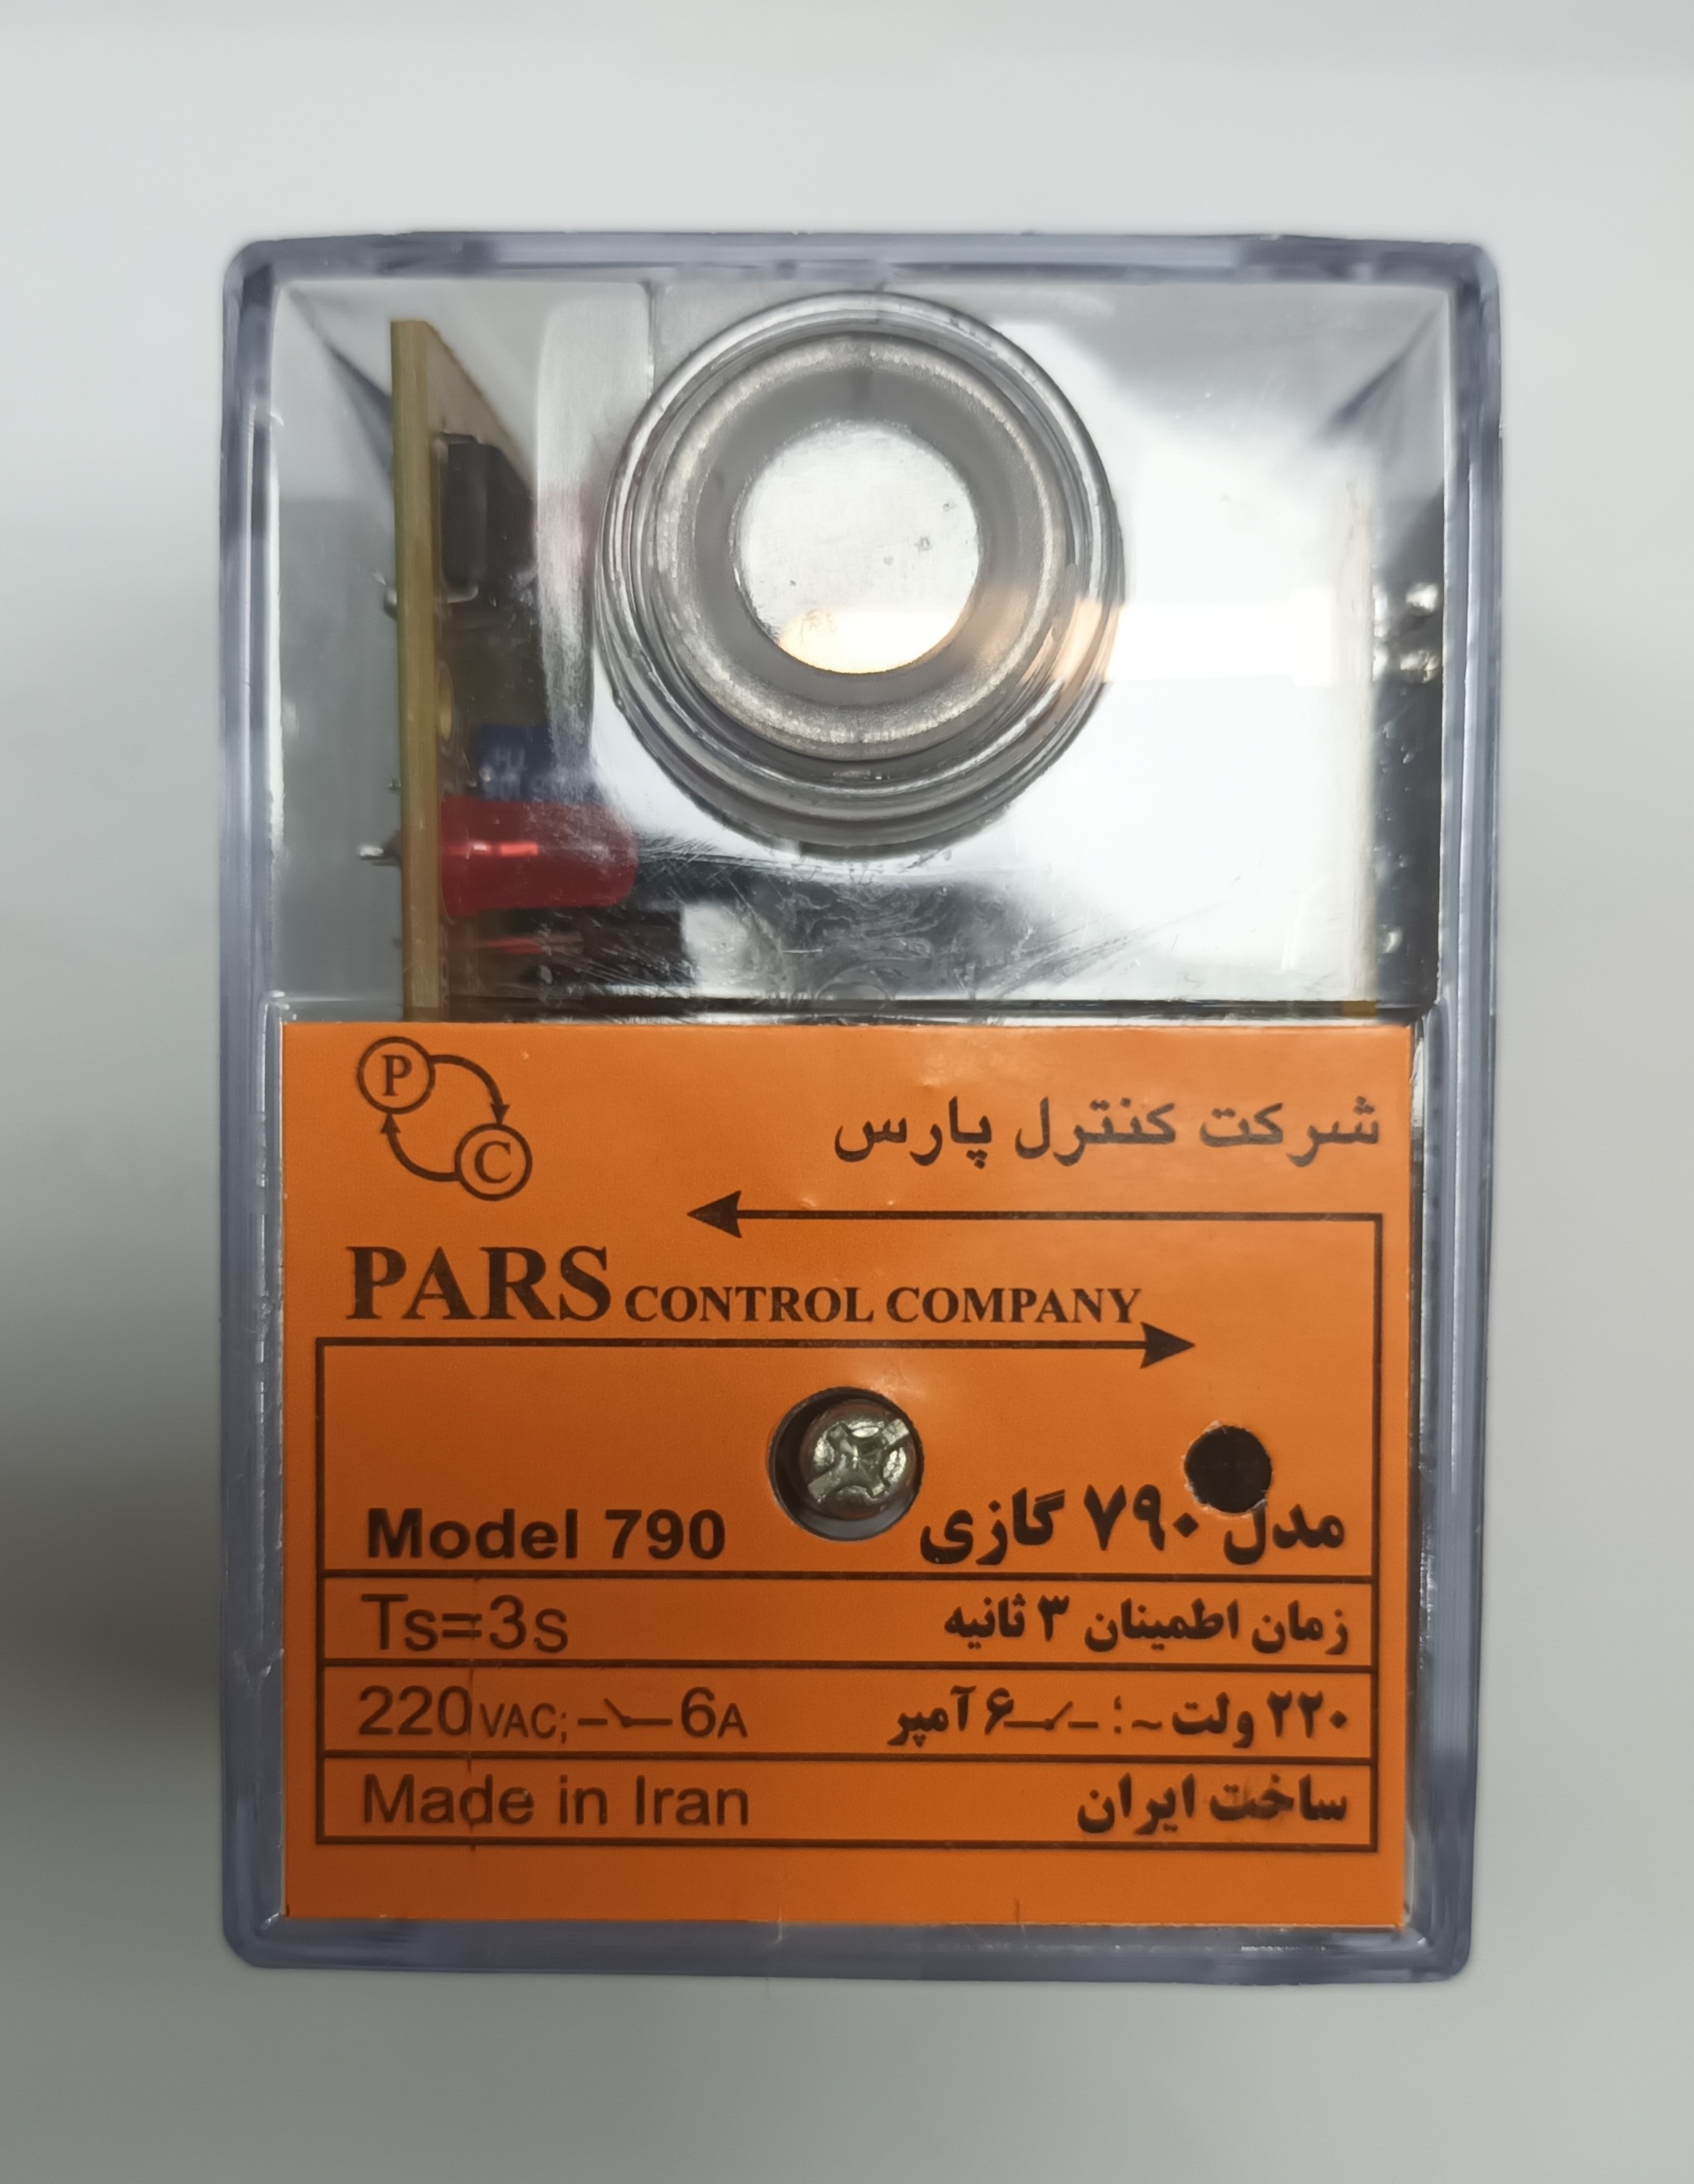 P
C
شرکت کنترل پارس
PARS CONTROL COMPANY
Model 790 مدل ۷۹۰ گازی
Ts=3s زمان اطمینان ۳ ثانیه
220VAC; 6A ۲۲۰ ولت ~؛ ۶ آمپر
Made in Iran ساخت ایران